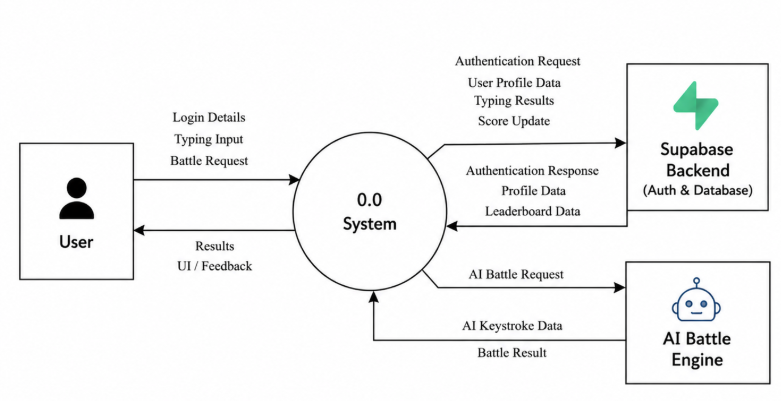 Login Details
Typing Input
Battle Request
User
Results
UI / Feedback
0.0
System
Authentication Request
User Profile Data
Typing Results
Score Update
Authentication Response
Profile Data
Leaderboard Data
Supabase
Backend
(Auth & Database)
AI Battle Request
AI Keystroke Data
Battle Result
AI Battle
Engine